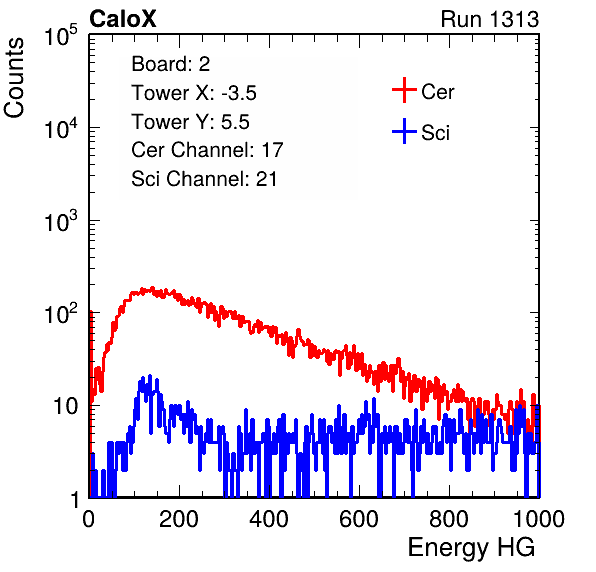 CaloX Run 1313
Counts
10^5
10^4
10^3
10^2
10
1
Board: 2
Tower X: -3.5
Tower Y: 5.5
Cer Channel: 17
Sci Channel: 21
Cer
Sci
0 200 400 600 800 1000
Energy HG